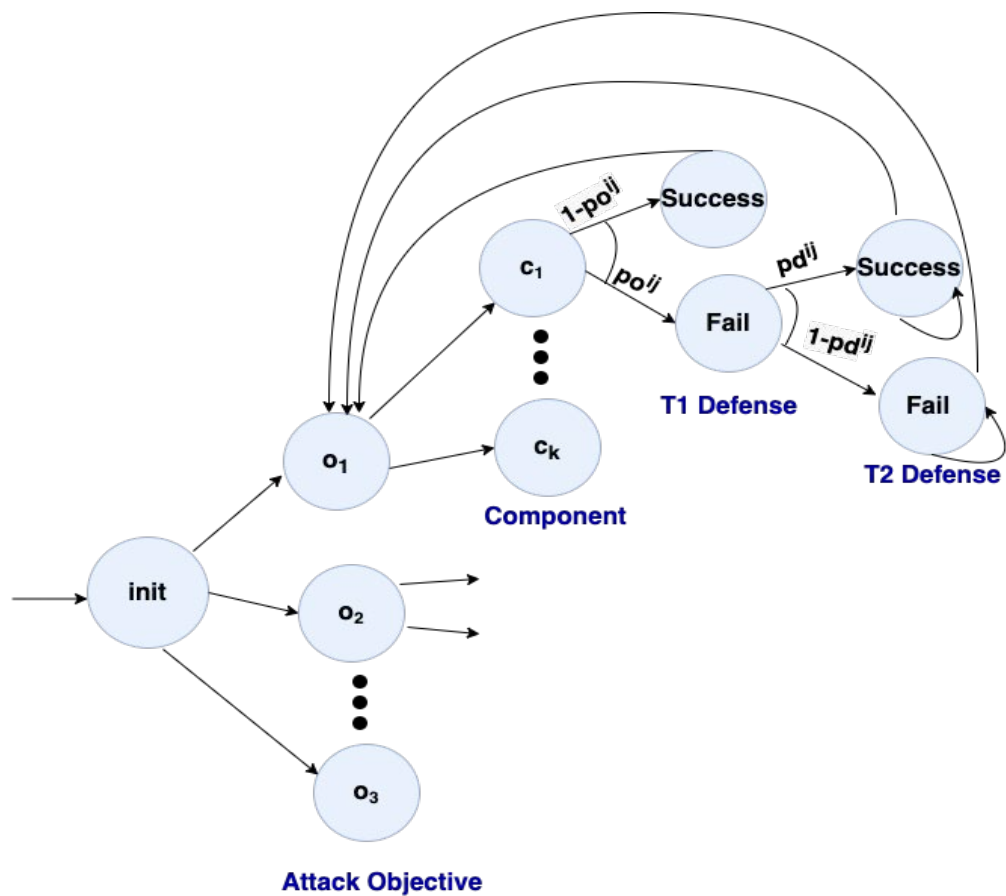 1-po^ij
Success
c₁
po^ij
pd^ij
Success
Fail
1-pd^ij
T1 Defense
Fail
T2 Defense
o₁
cₖ
Component
init
o₂
o₃
Attack Objective